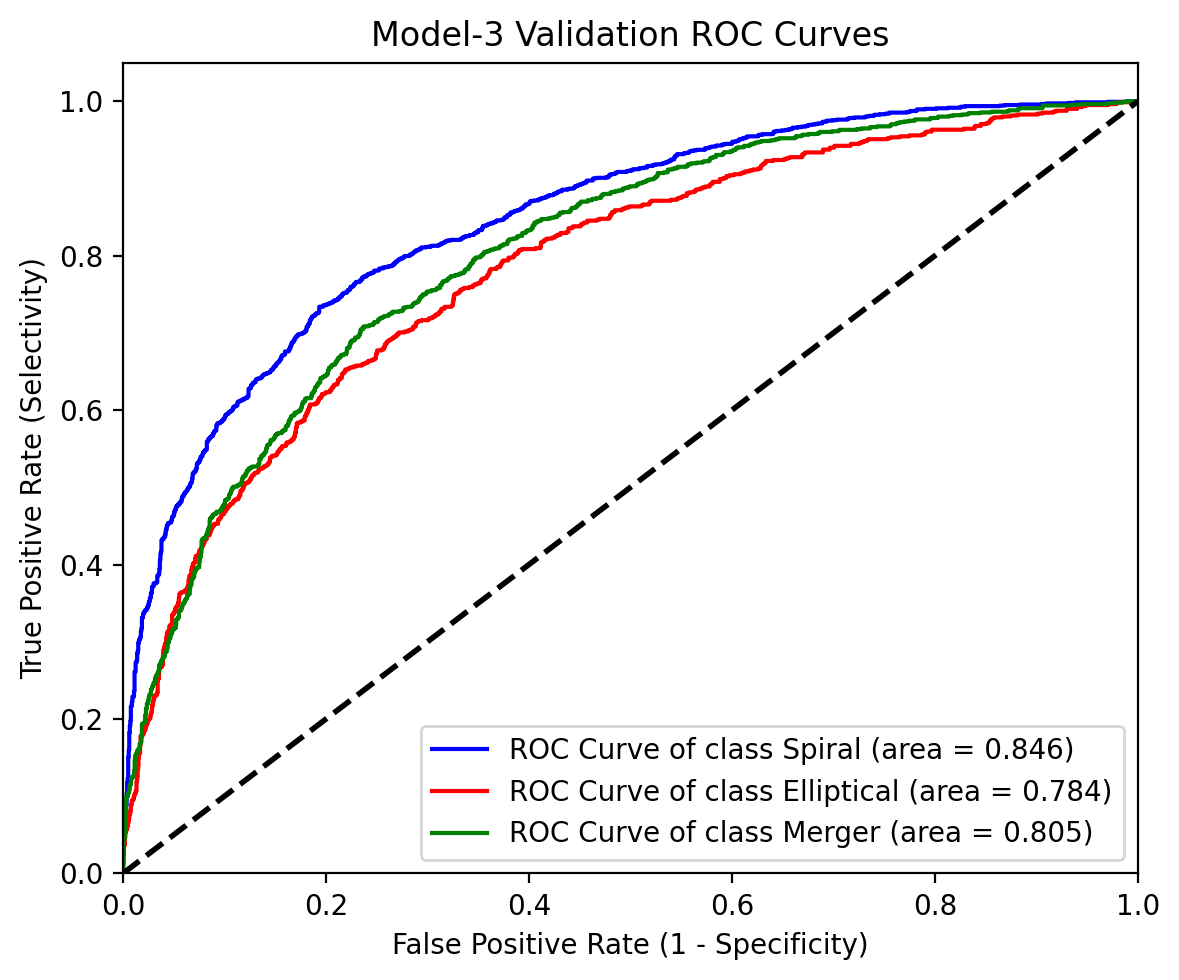 Model-3 Validation ROC Curves
True Positive Rate (Selectivity)
1.0
0.8
0.6
0.4
0.2
0.0
ROC Curve of class Spiral (area = 0.846)
ROC Curve of class Elliptical (area = 0.784)
ROC Curve of class Merger (area = 0.805)
0.0 0.2 0.4 0.6 0.8 1.0
False Positive Rate (1 - Specificity)